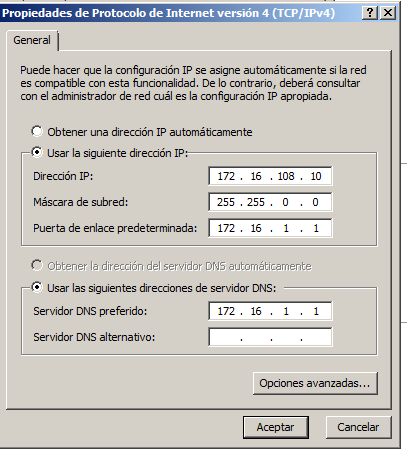 Propiedades de Protocolo de Internet versión 4 (TCP/IPv4)
General
Puede hacer que la configuración IP se asigne automáticamente si la red
es compatible con esta funcionalidad. De lo contrario, deberá consultar
con el administrador de red cuál es la configuración IP apropiada.
Obtener una dirección IP automáticamente
Usar la siguiente dirección IP:
Dirección IP: 172 . 16 . 108 . 10
Máscara de subred: 255 . 255 . 0 . 0
Puerta de enlace predeterminada: 172 . 16 . 1 . 1
Obtener la dirección del servidor DNS automáticamente
Usar las siguientes direcciones de servidor DNS:
Servidor DNS preferido: 172 . 16 . 1 . 1
Servidor DNS alternativo: . . .
Opciones avanzadas...
Aceptar Cancelar